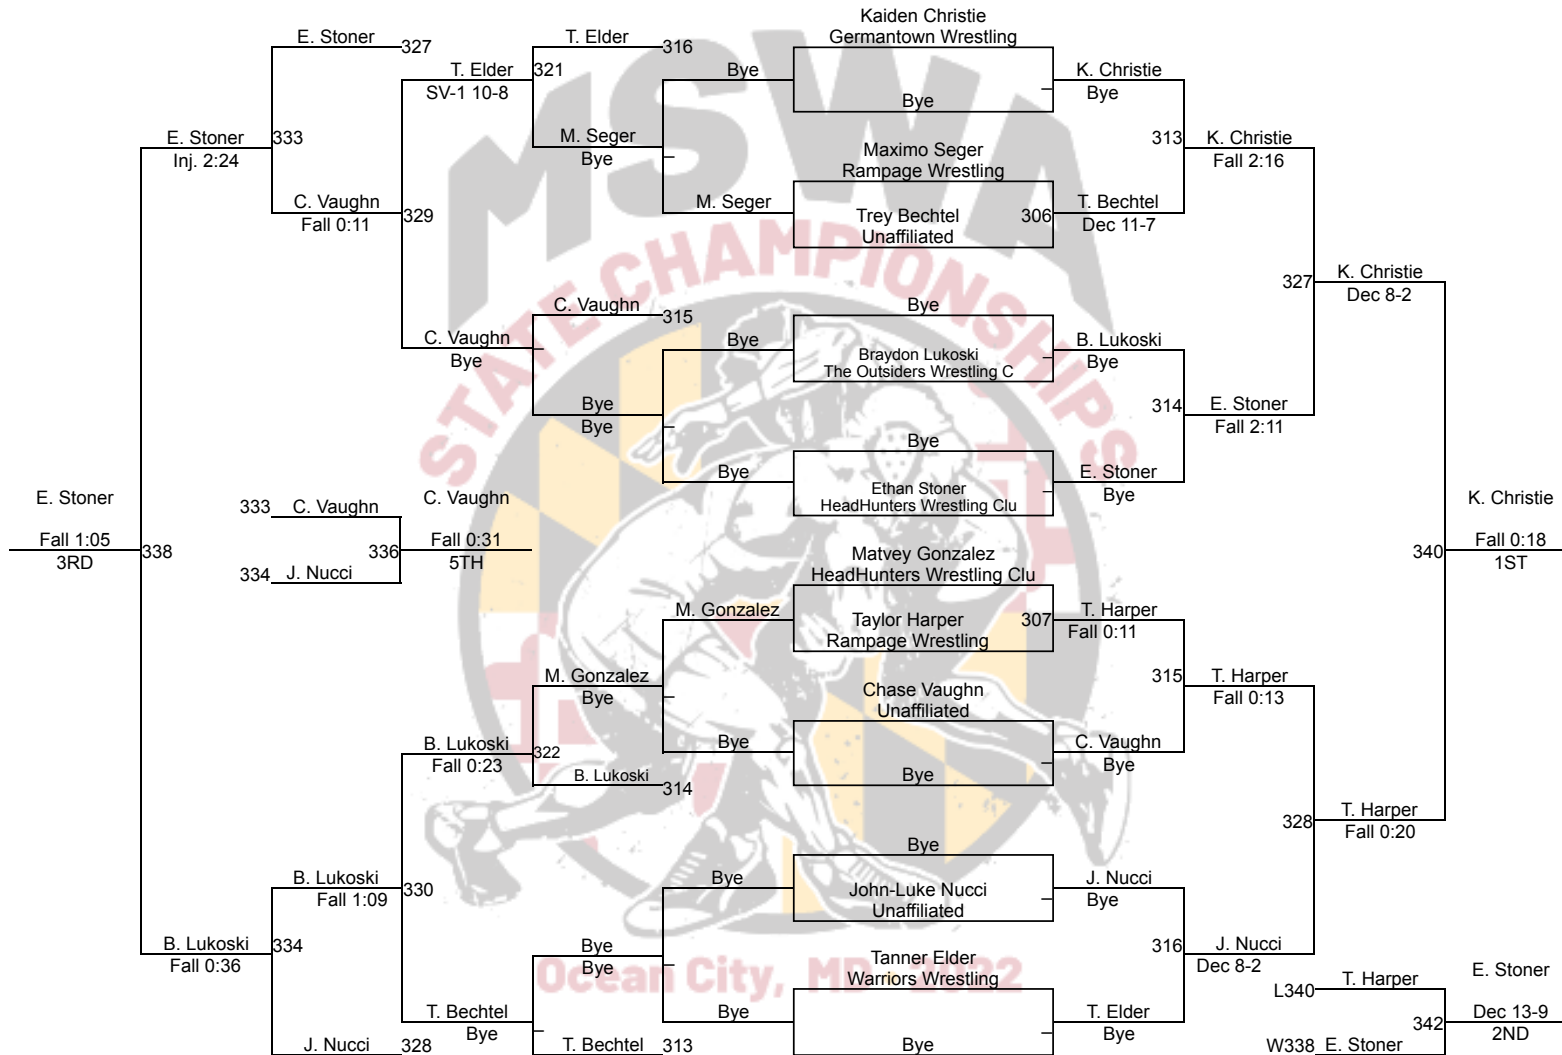 Kaiden Christie
Germantown Wrestling
E. Stoner
327
T. Elder
316
T. Elder
321
SV-1 10-8
Bye
Bye
K. Christie
Bye
E. Stoner
333
Inj. 2:24
M. Seger
Bye
Maximo Seger
Rampage Wrestling
313
K. Christie
Fall 2:16
C. Vaughn
329
Fall 0:11
M. Seger
Trey Bechtel
Unaffiliated
306
T. Bechtel
Dec 11-7
MSWA
STATE CHAMPIONSHIPS
327
K. Christie
Dec 8-2
C. Vaughn
315
Bye
C. Vaughn
Bye
Bye
Braydon Lukoski
The Outsiders Wrestling C
B. Lukoski
Bye
Bye
Bye
314
E. Stoner
Fall 2:11
Bye
Bye
Ethan Stoner
HeadHunters Wrestling Clu
E. Stoner
Bye
E. Stoner
Fall 1:05
3RD
338
333
C. Vaughn
334
J. Nucci
336
C. Vaughn
Fall 0:31
5TH
K. Christie
340
Fall 0:18
1ST
Matvey Gonzalez
HeadHunters Wrestling Clu
M. Gonzalez
Taylor Harper
Rampage Wrestling
307
T. Harper
Fall 0:11
M. Gonzalez
Bye
315
T. Harper
Fall 0:13
Chase Vaughn
Unaffiliated
Bye
Bye
C. Vaughn
Bye
B. Lukoski
322
Fall 0:23
B. Lukoski
314
328
T. Harper
Fall 0:20
Bye
B. Lukoski
330
Fall 1:09
Bye
John-Luke Nucci
Unaffiliated
J. Nucci
Bye
B. Lukoski
334
Fall 0:36
Bye
Bye
316
J. Nucci
Dec 8-2
Tanner Elder
Warriors Wrestling
Ocean City, MD - 2022
T. Bechtel
Bye
Bye
Bye
T. Elder
Bye
J. Nucci
328
T. Bechtel
313
L340
T. Harper
W338
E. Stoner
342
E. Stoner
Dec 13-9
2ND